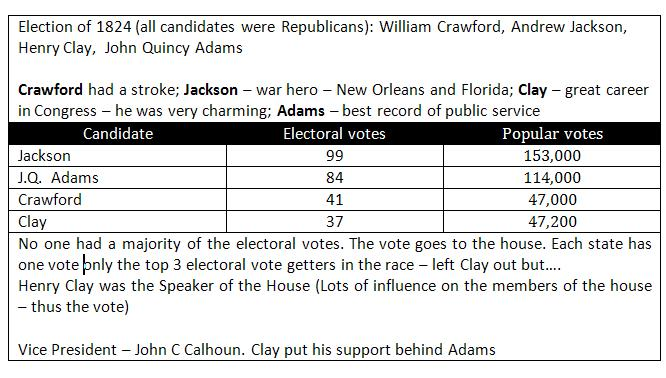 Election of 1824 (all candidates were Republicans): William Crawford, Andrew Jackson,
Henry Clay, John Quincy Adams
Crawford had a stroke; Jackson – war hero – New Orleans and Florida; Clay – great career
in Congress – he was very charming; Adams – best record of public service
Candidate Electoral votes Popular votes
Jackson 99 153,000
J.Q. Adams 84 114,000
Crawford 41 47,000
Clay 37 47,200
No one had a majority of the electoral votes. The vote goes to the house. Each state has
one vote only the top 3 electoral vote getters in the race – left Clay out but....
Henry Clay was the Speaker of the House (Lots of influence on the members of the house
– thus the vote)
Vice President – John C Calhoun. Clay put his support behind Adams